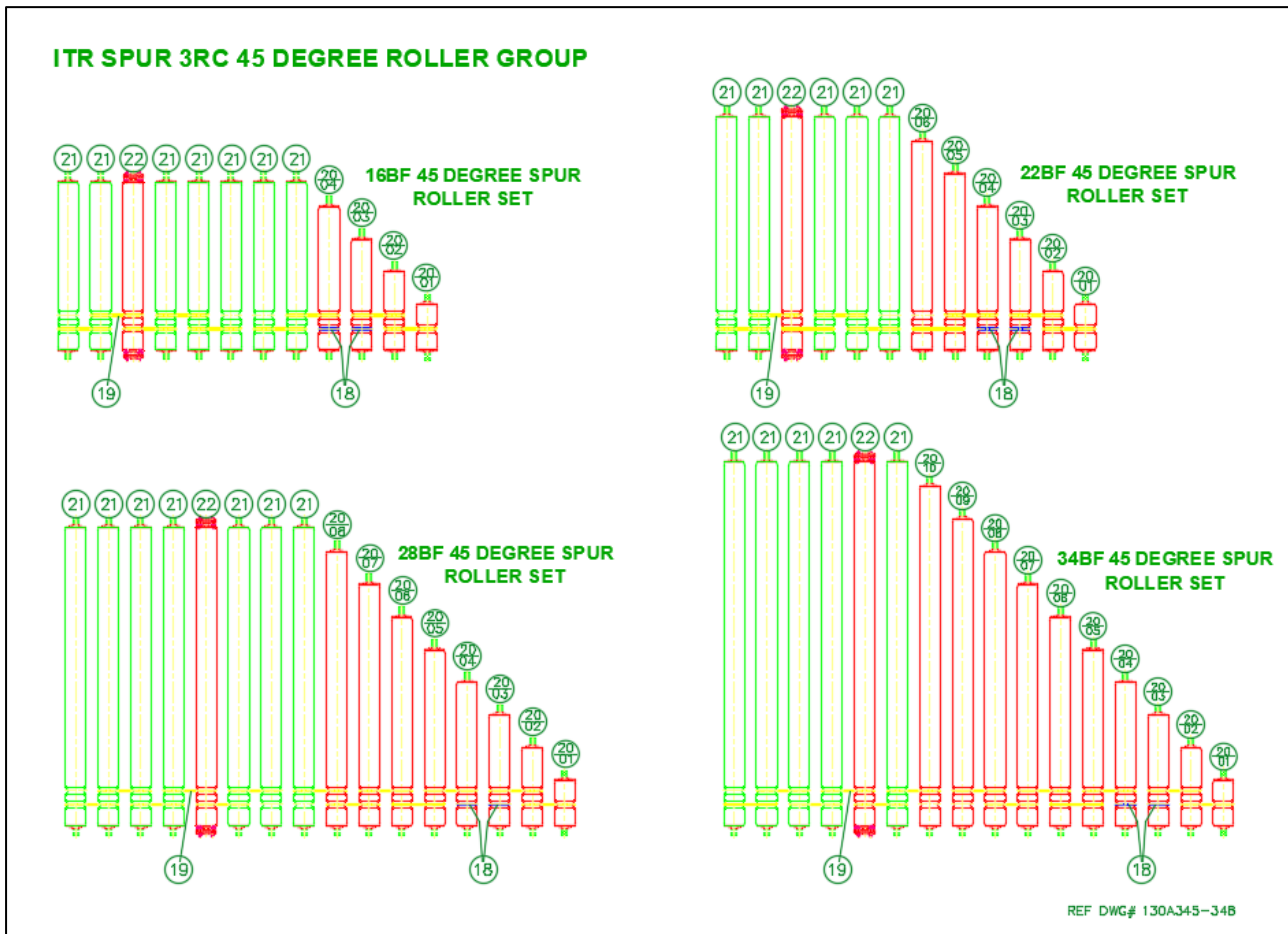 ITR SPUR 3RC 45 DEGREE ROLLER GROUP
21 21 22 21 21 21 21 21 20 04 20 03 20 02 20 01
16BF 45 DEGREE SPUR
ROLLER SET
19 18
21 21 22 21 21 21 20 06 20 05 20 04 20 03 20 02 20 01
22BF 45 DEGREE SPUR
ROLLER SET
19 18
21 21 21 21 22 21 21 21 20 08 20 07 20 06 20 05 20 04 20 03 20 02 20 01
28BF 45 DEGREE SPUR
ROLLER SET
19 18
21 21 21 21 22 21 20 10 20 09 20 08 20 07 20 06 20 05 20 04 20 03 20 02 20 01
34BF 45 DEGREE SPUR
ROLLER SET
19 18
REF DWG# 130A345-34B